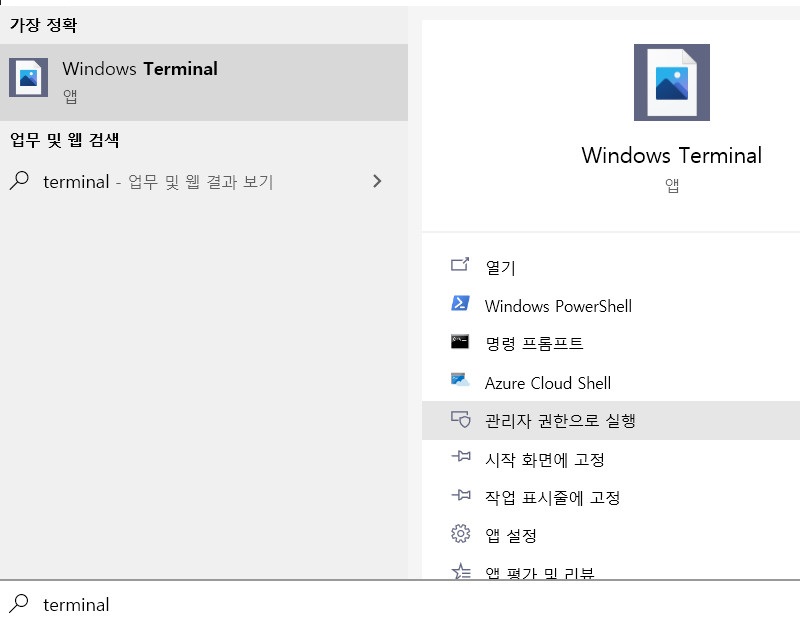 가장 정확
Windows Terminal
앱
업무 및 웹 검색
terminal - 업무 및 웹 결과 보기
Windows Terminal
앱
열기
Windows PowerShell
명령 프롬프트
Azure Cloud Shell
관리자 권한으로 실행
시작 화면에 고정
작업 표시줄에 고정
앱 설정
앱 평가 및 리뷰
terminal